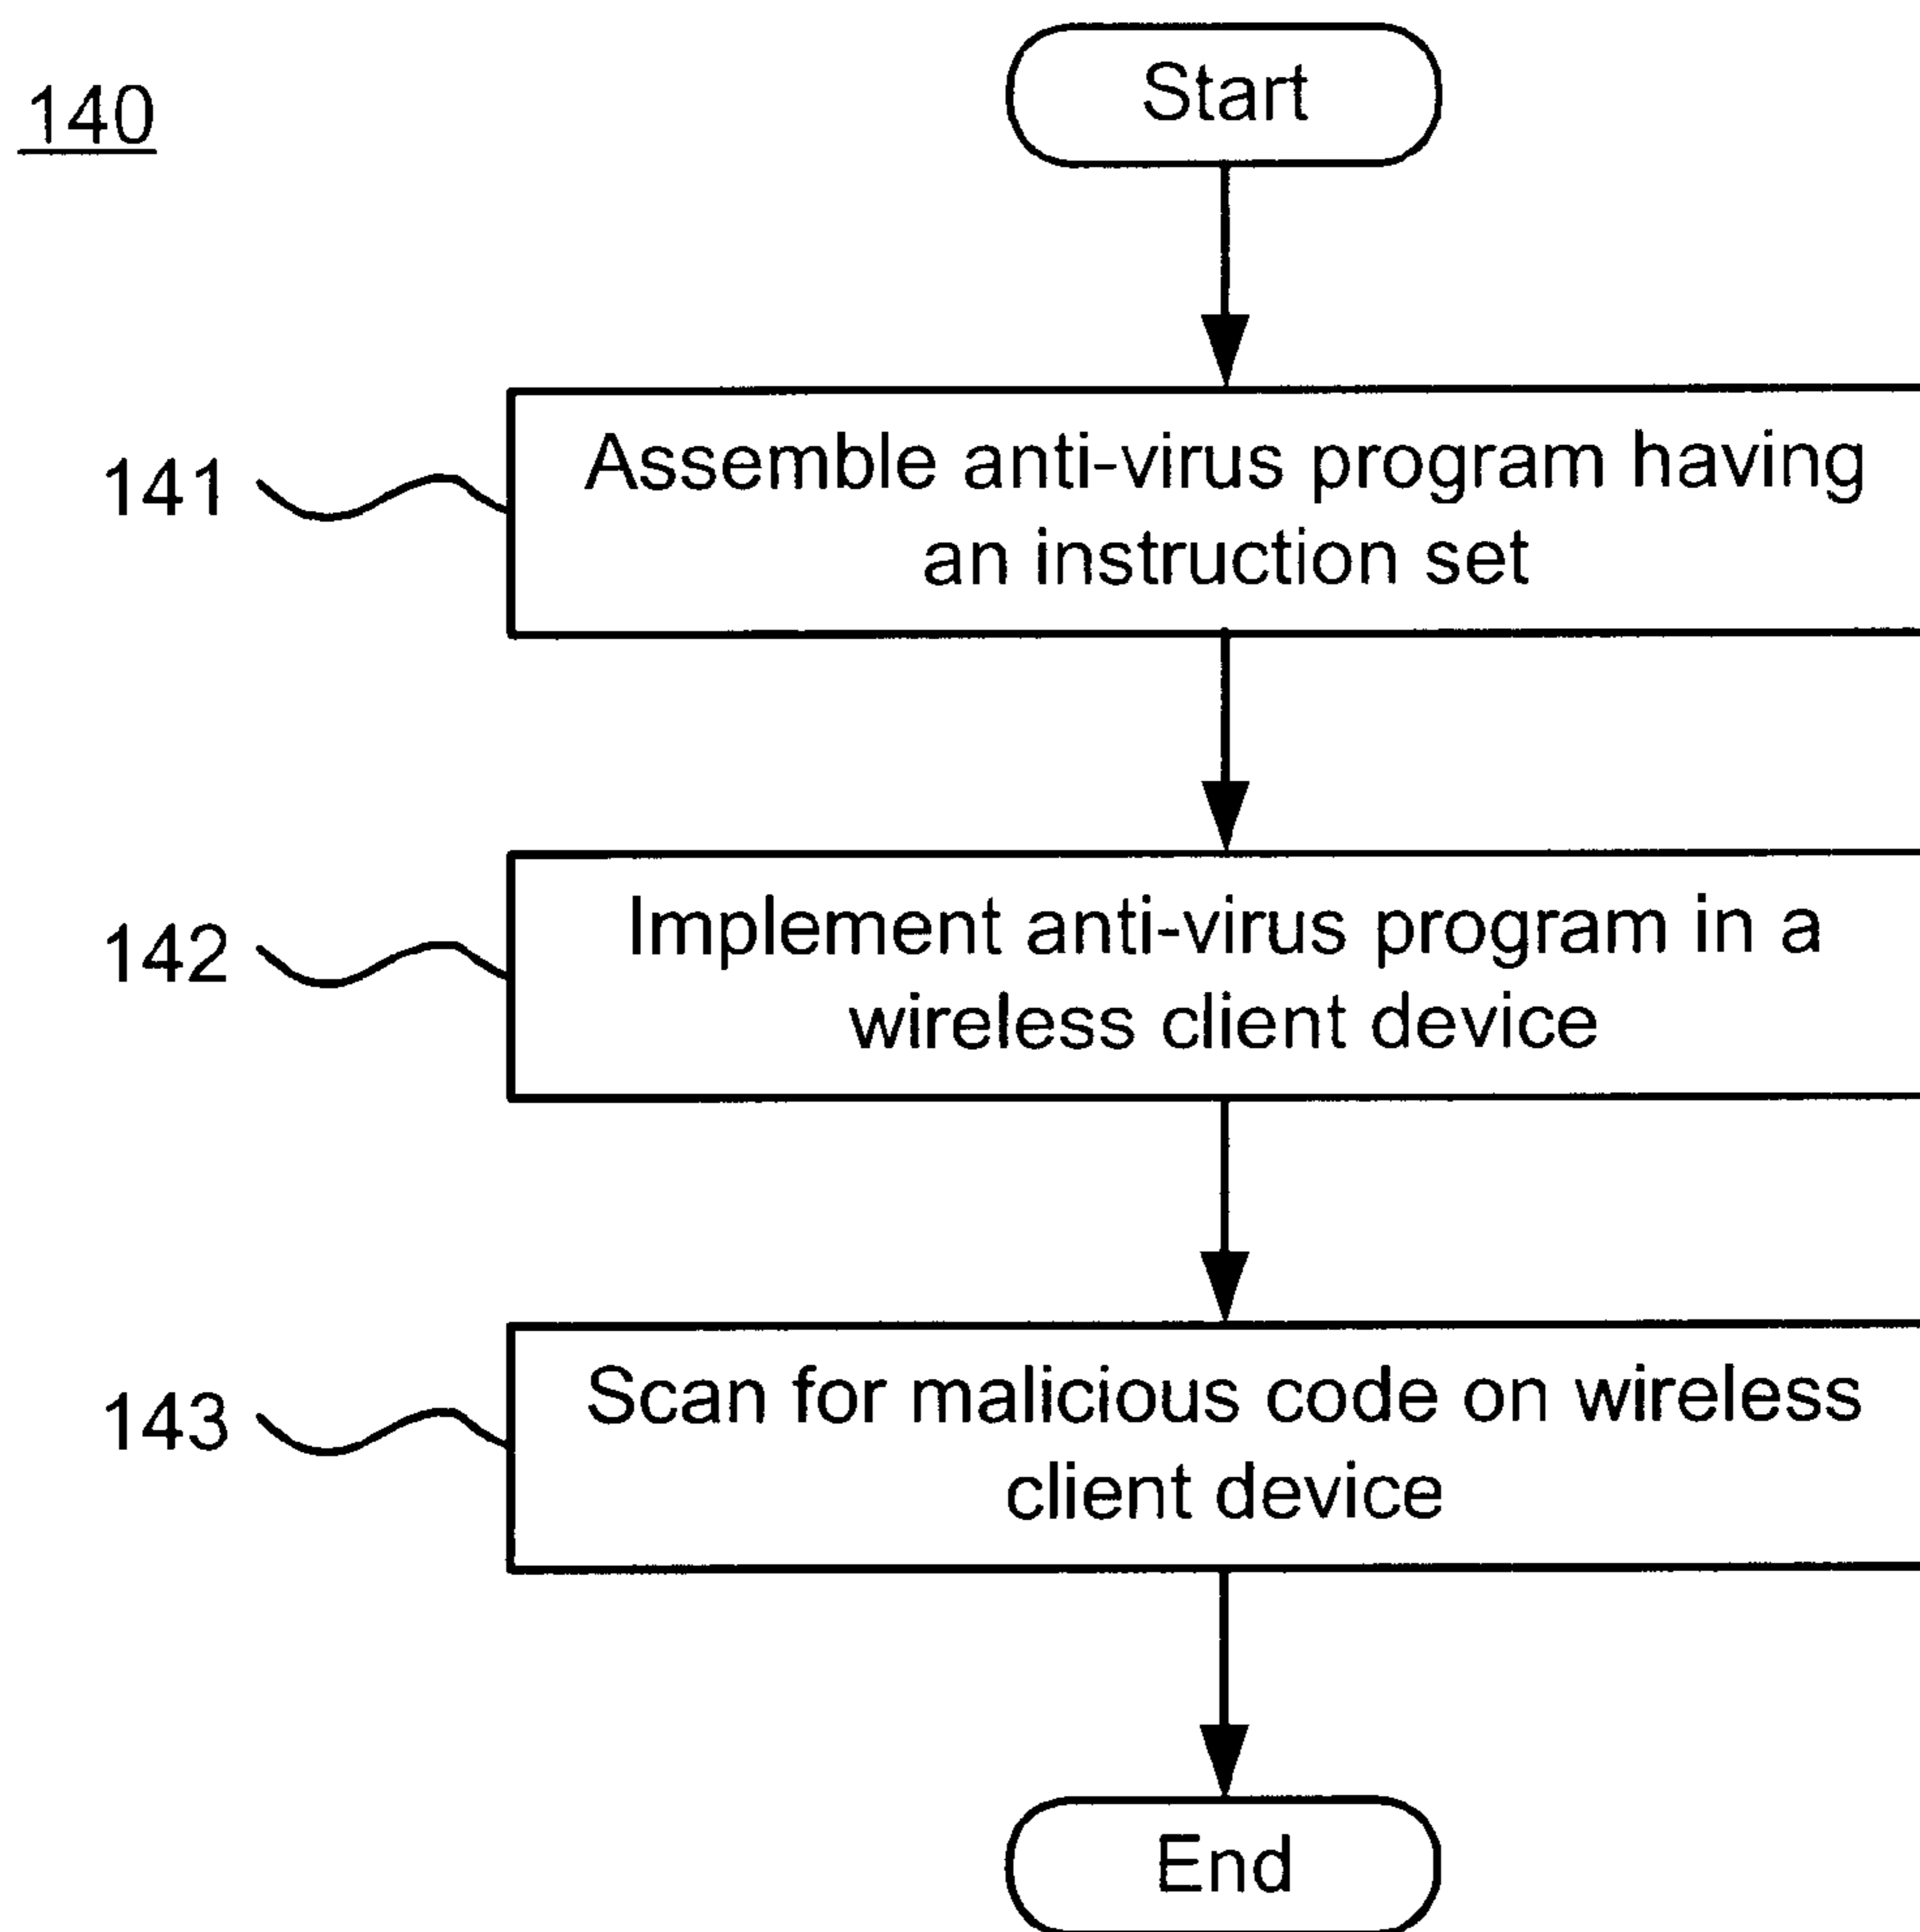 140
Start
141
Assemble anti-virus program having
an instruction set
142
Implement anti-virus program in a
wireless client device
143
Scan for malicious code on wireless
client device
End